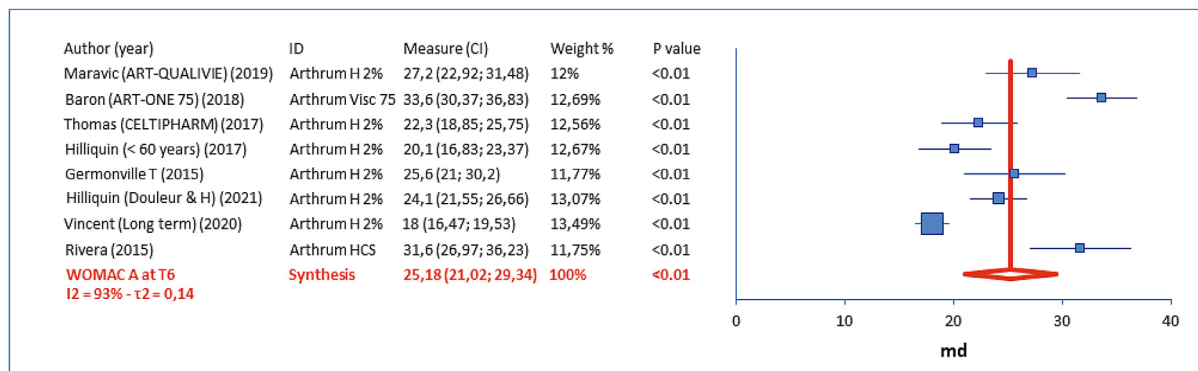 Author (year) ID Measure (CI) Weight % P value
Maravic (ART-QUALIVIE) (2019) Arthrum H 2% 27,2 (22,92; 31,48) 12% <0.01
Baron (ART-ONE 75) (2018) Arthrum Visc 75 33,6 (30,37; 36,83) 12,69% <0.01
Thomas (CELTIPHARM) (2017) Arthrum H 2% 22,3 (18,85; 25,75) 12,56% <0.01
Hilliquin (< 60 years) (2017) Arthrum H 2% 20,1 (16,83; 23,37) 12,67% <0.01
Germonville T (2015) Arthrum H 2% 25,6 (21; 30,2) 11,77% <0.01
Hilliquin (Douleur & H) (2021) Arthrum H 2% 24,1 (21,55; 26,66) 13,07% <0.01
Vincent (Long term) (2020) Arthrum H 2% 18 (16,47; 19,53) 13,49% <0.01
Rivera (2015) Arthrum HCS 31,6 (26,97; 36,23) 11,75% <0.01
WOMAC A at T6 Synthesis 25,18 (21,02; 29,34) 100% <0.01
I2 = 93% - τ2 = 0,14
0 10 20 30 40
md